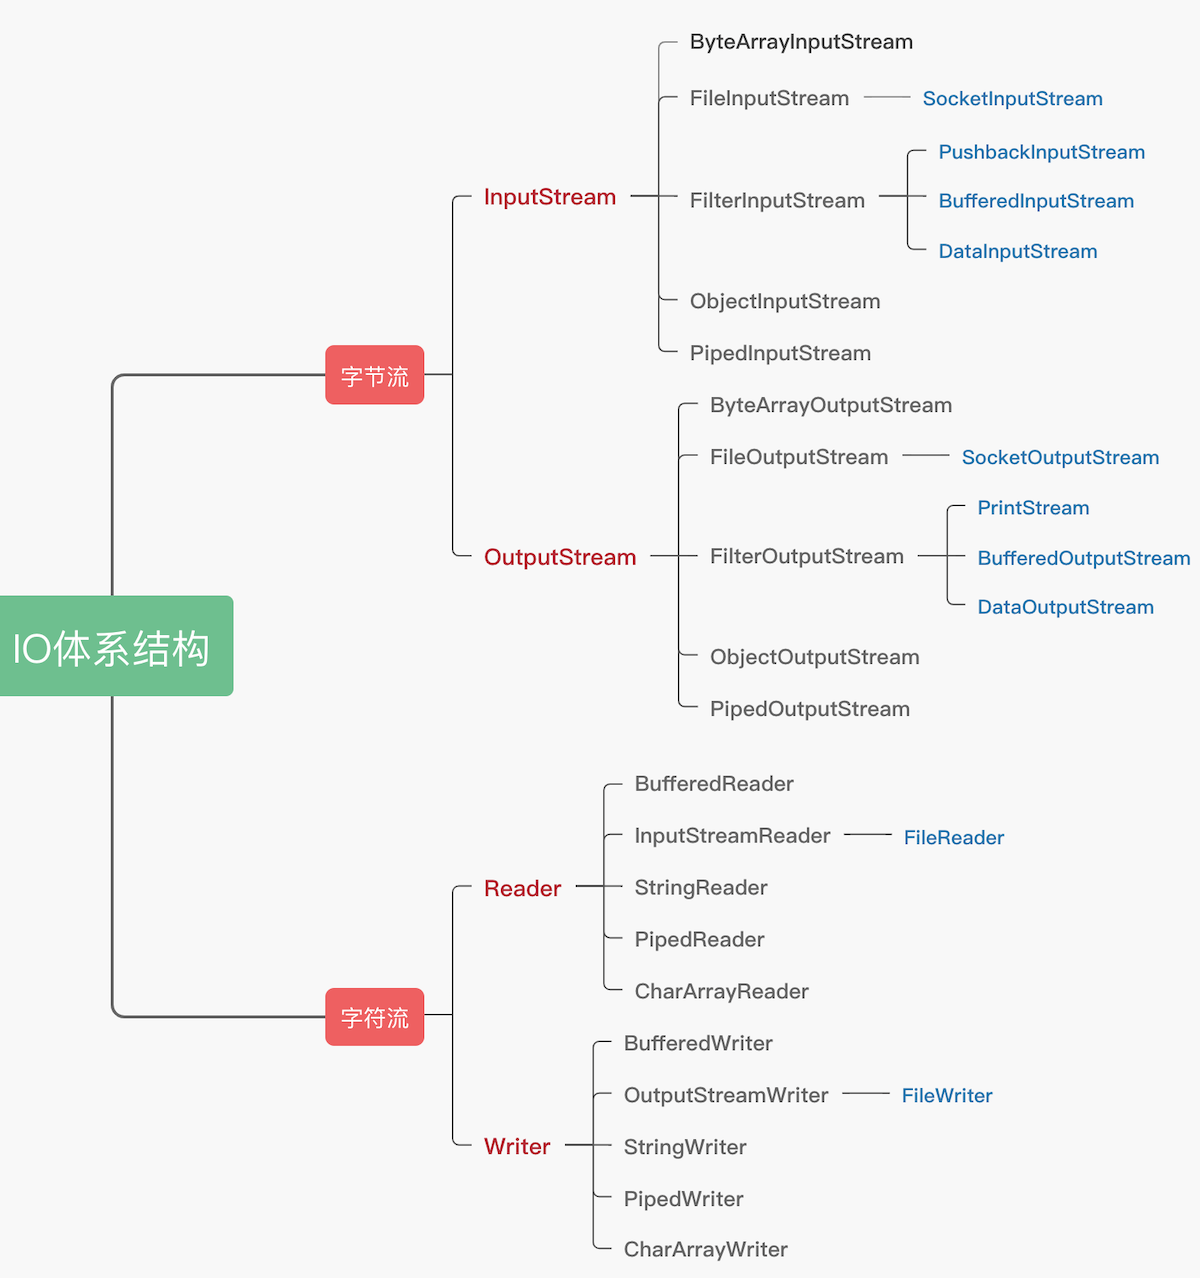 IO体系结构
字节流
InputStream
ByteArrayInputStream
FileInputStream
SocketInputStream
FilterInputStream
PushbackInputStream
BufferedInputStream
DataInputStream
ObjectInputStream
PipedInputStream
OutputStream
ByteArrayOutputStream
FileOutputStream
SocketOutputStream
FilterOutputStream
PrintStream
BufferedOutputStream
DataOutputStream
ObjectOutputStream
PipedOutputStream
字符流
Reader
BufferedReader
InputStreamReader
FileReader
StringReader
PipedReader
CharArrayReader
Writer
BufferedWriter
OutputStreamWriter
FileWriter
StringWriter
PipedWriter
CharArrayWriter